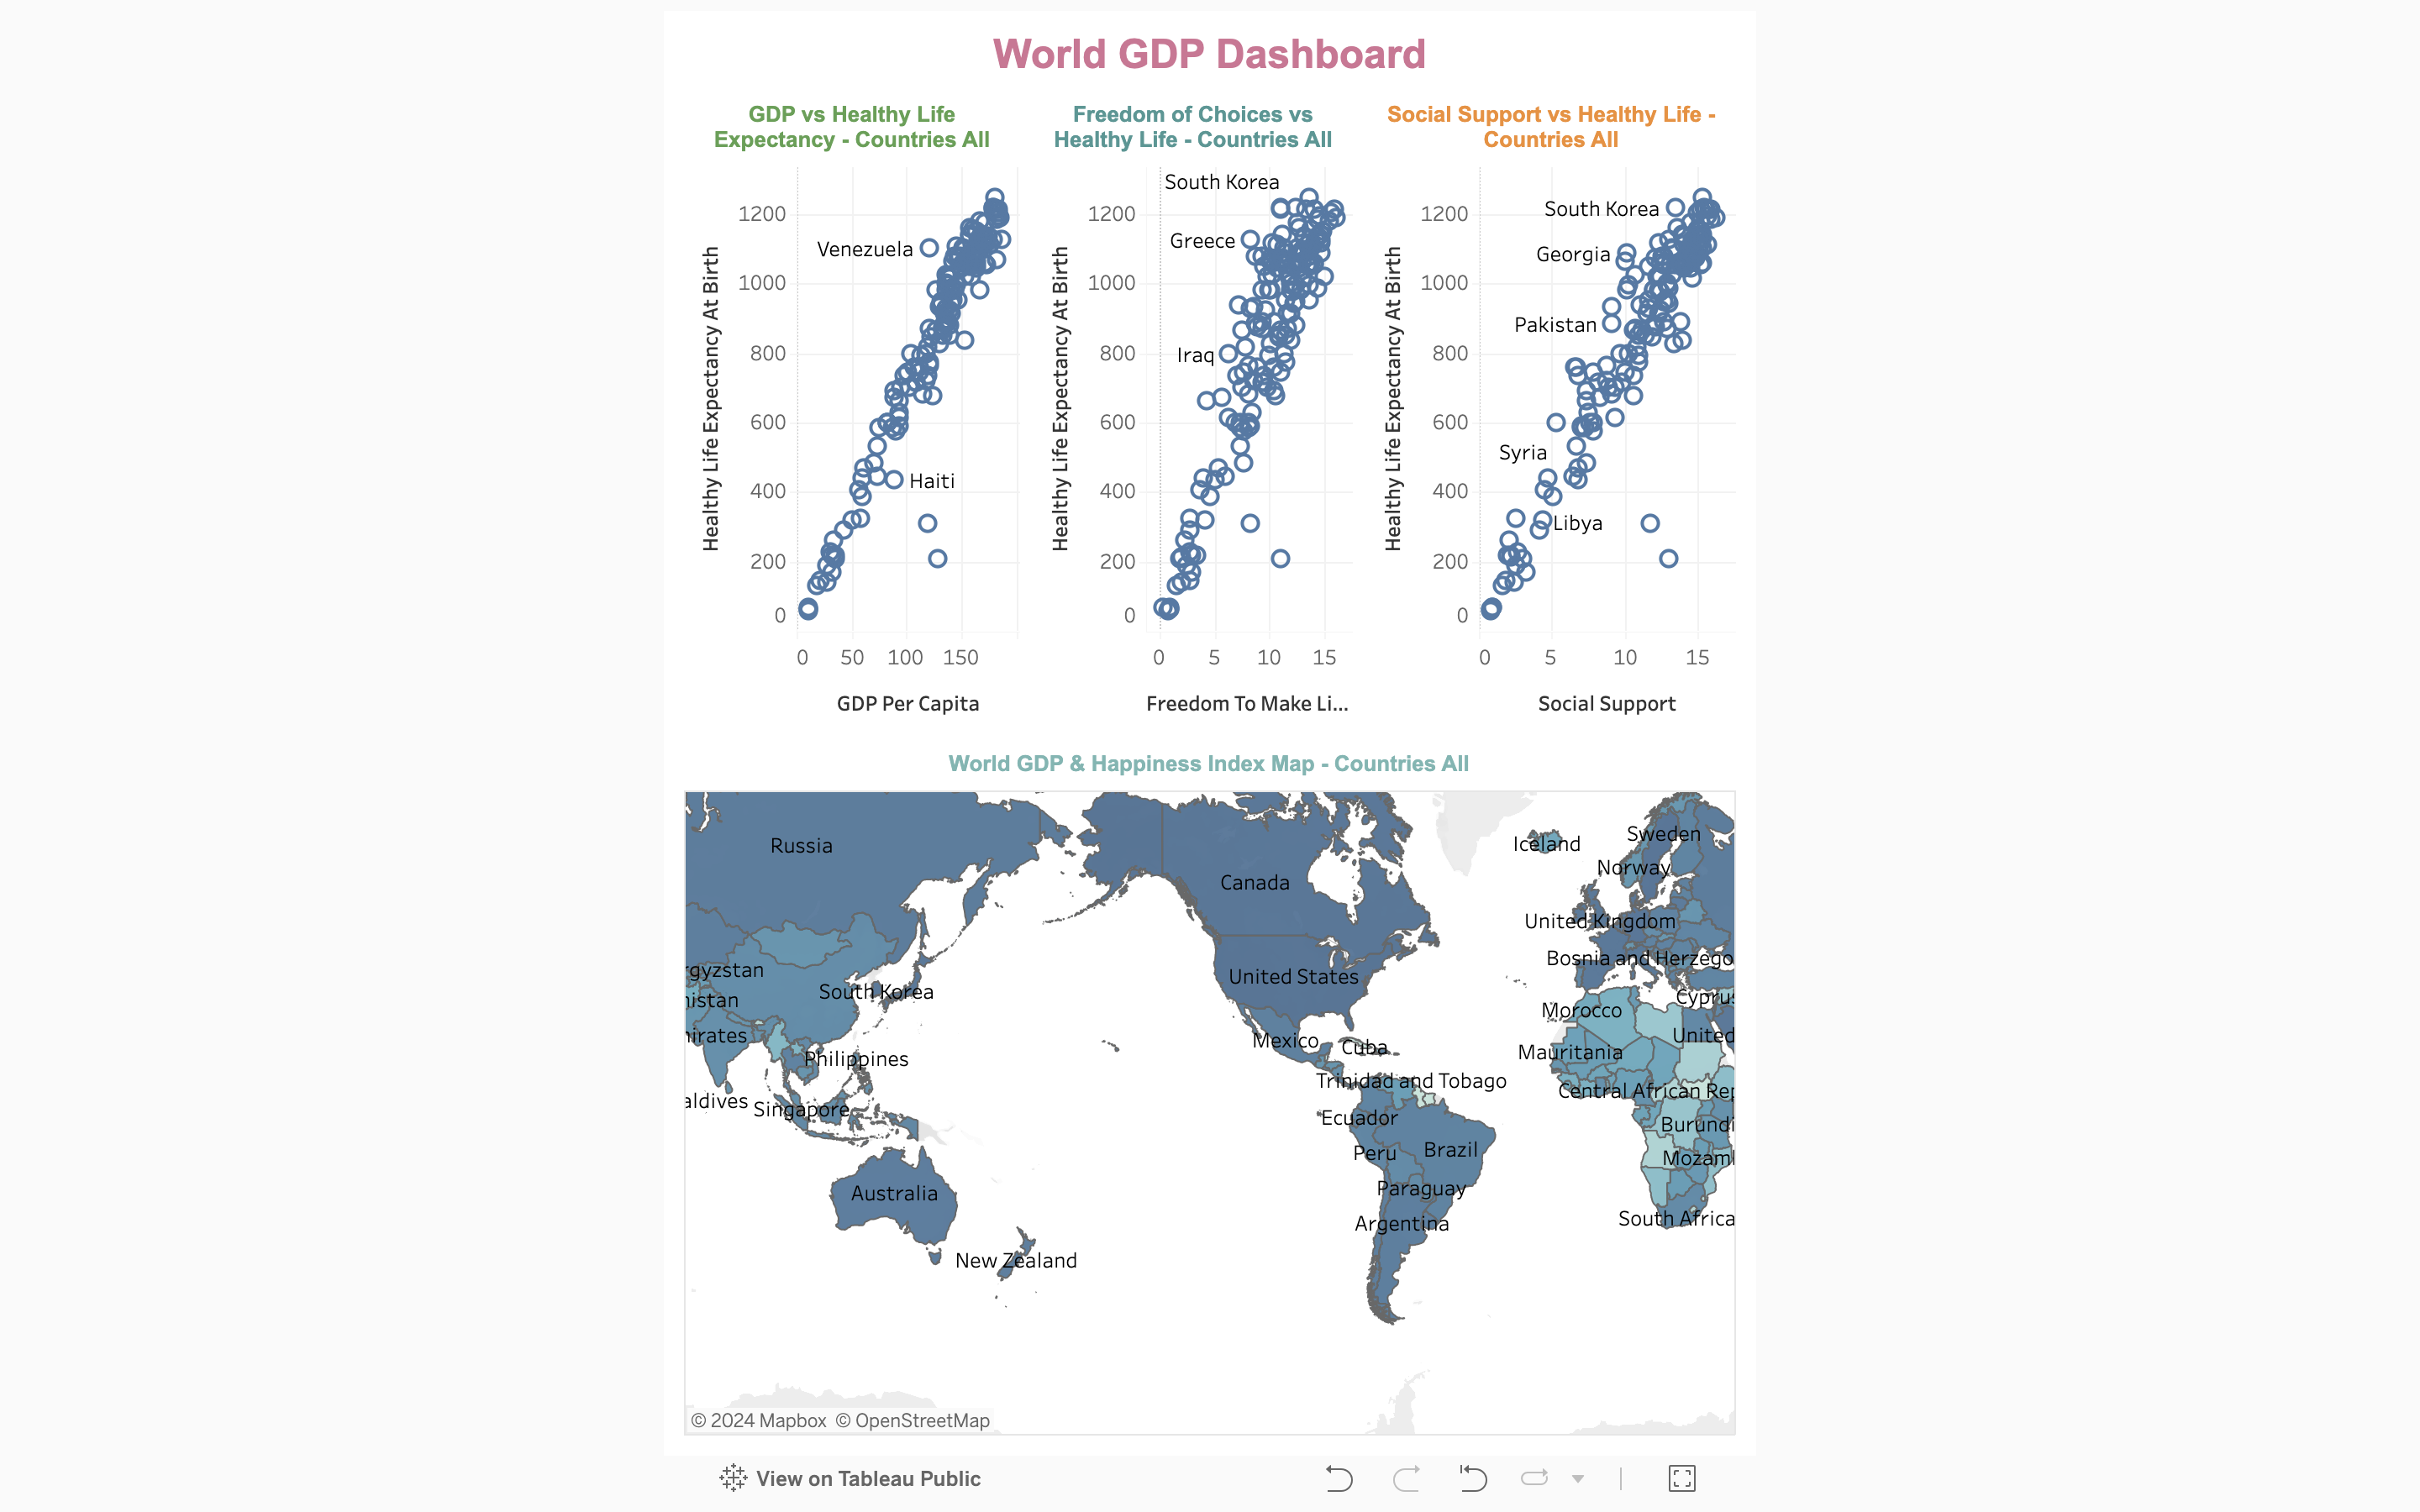 World GDP Dashboard
GDP vs Healthy Life
Expectancy - Countries All
Freedom of Choices vs
Healthy Life - Countries All
Social Support vs Healthy Life -
Countries All
Healthy Life Expectancy At Birth
1200
1000
800
600
400
200
0
Venezuela
Haiti
0 50 100 150
GDP Per Capita
Healthy Life Expectancy At Birth
1200
1000
800
600
400
200
0
South Korea
Greece
Iraq
0 5 10 15
Freedom To Make Li...
Healthy Life Expectancy At Birth
1200
1000
800
600
400
200
0
South Korea
Georgia
Pakistan
Syria
Libya
0 5 10 15
Social Support
World GDP & Happiness Index Map - Countries All
Russia
Canada
Iceland
Sweden
Norway
United Kingdom
Bosnia and Herzego
rgyzstan
United States
South Korea
nistan
Cyprus
Morocco
nirates
United
Mexico
Cuba
Mauritania
Philippines
Trinidad and Tobago
Central African Rep
aldives
Singapore
Ecuador
Burundi
Peru
Brazil
Mozam
Australia
Paraguay
Argentina
South Africa
New Zealand
© 2024 Mapbox © OpenStreetMap
View on Tableau Public